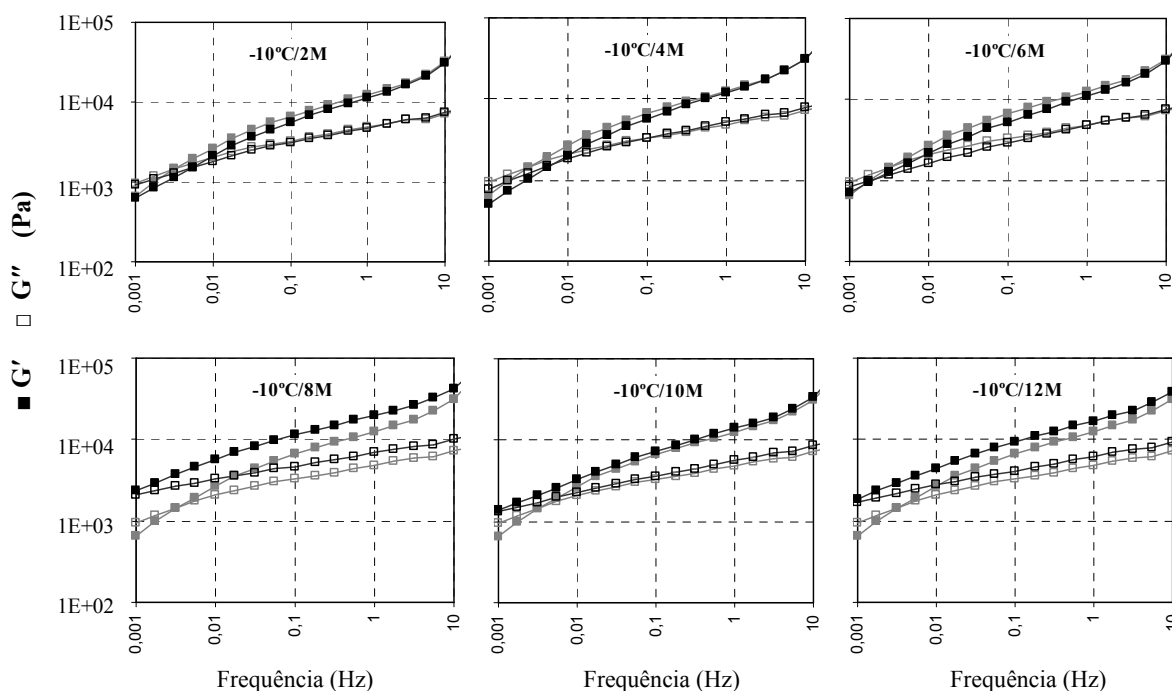 ■ G′ □ G″ (Pa)
1E+05
1E+04
1E+03
1E+02
-10ºC/2M
0,001
0,01
0,1
1
10
-10ºC/4M
0,001
0,01
0,1
1
10
-10ºC/6M
0,001
0,01
0,1
1
10
1E+05
1E+04
1E+03
1E+02
-10ºC/8M
0,001
0,01
0,1
1
10
Frequência (Hz)
-10ºC/10M
0,001
0,01
0,1
1
10
Frequência (Hz)
-10ºC/12M
0,001
0,01
0,1
1
10
Frequência (Hz)